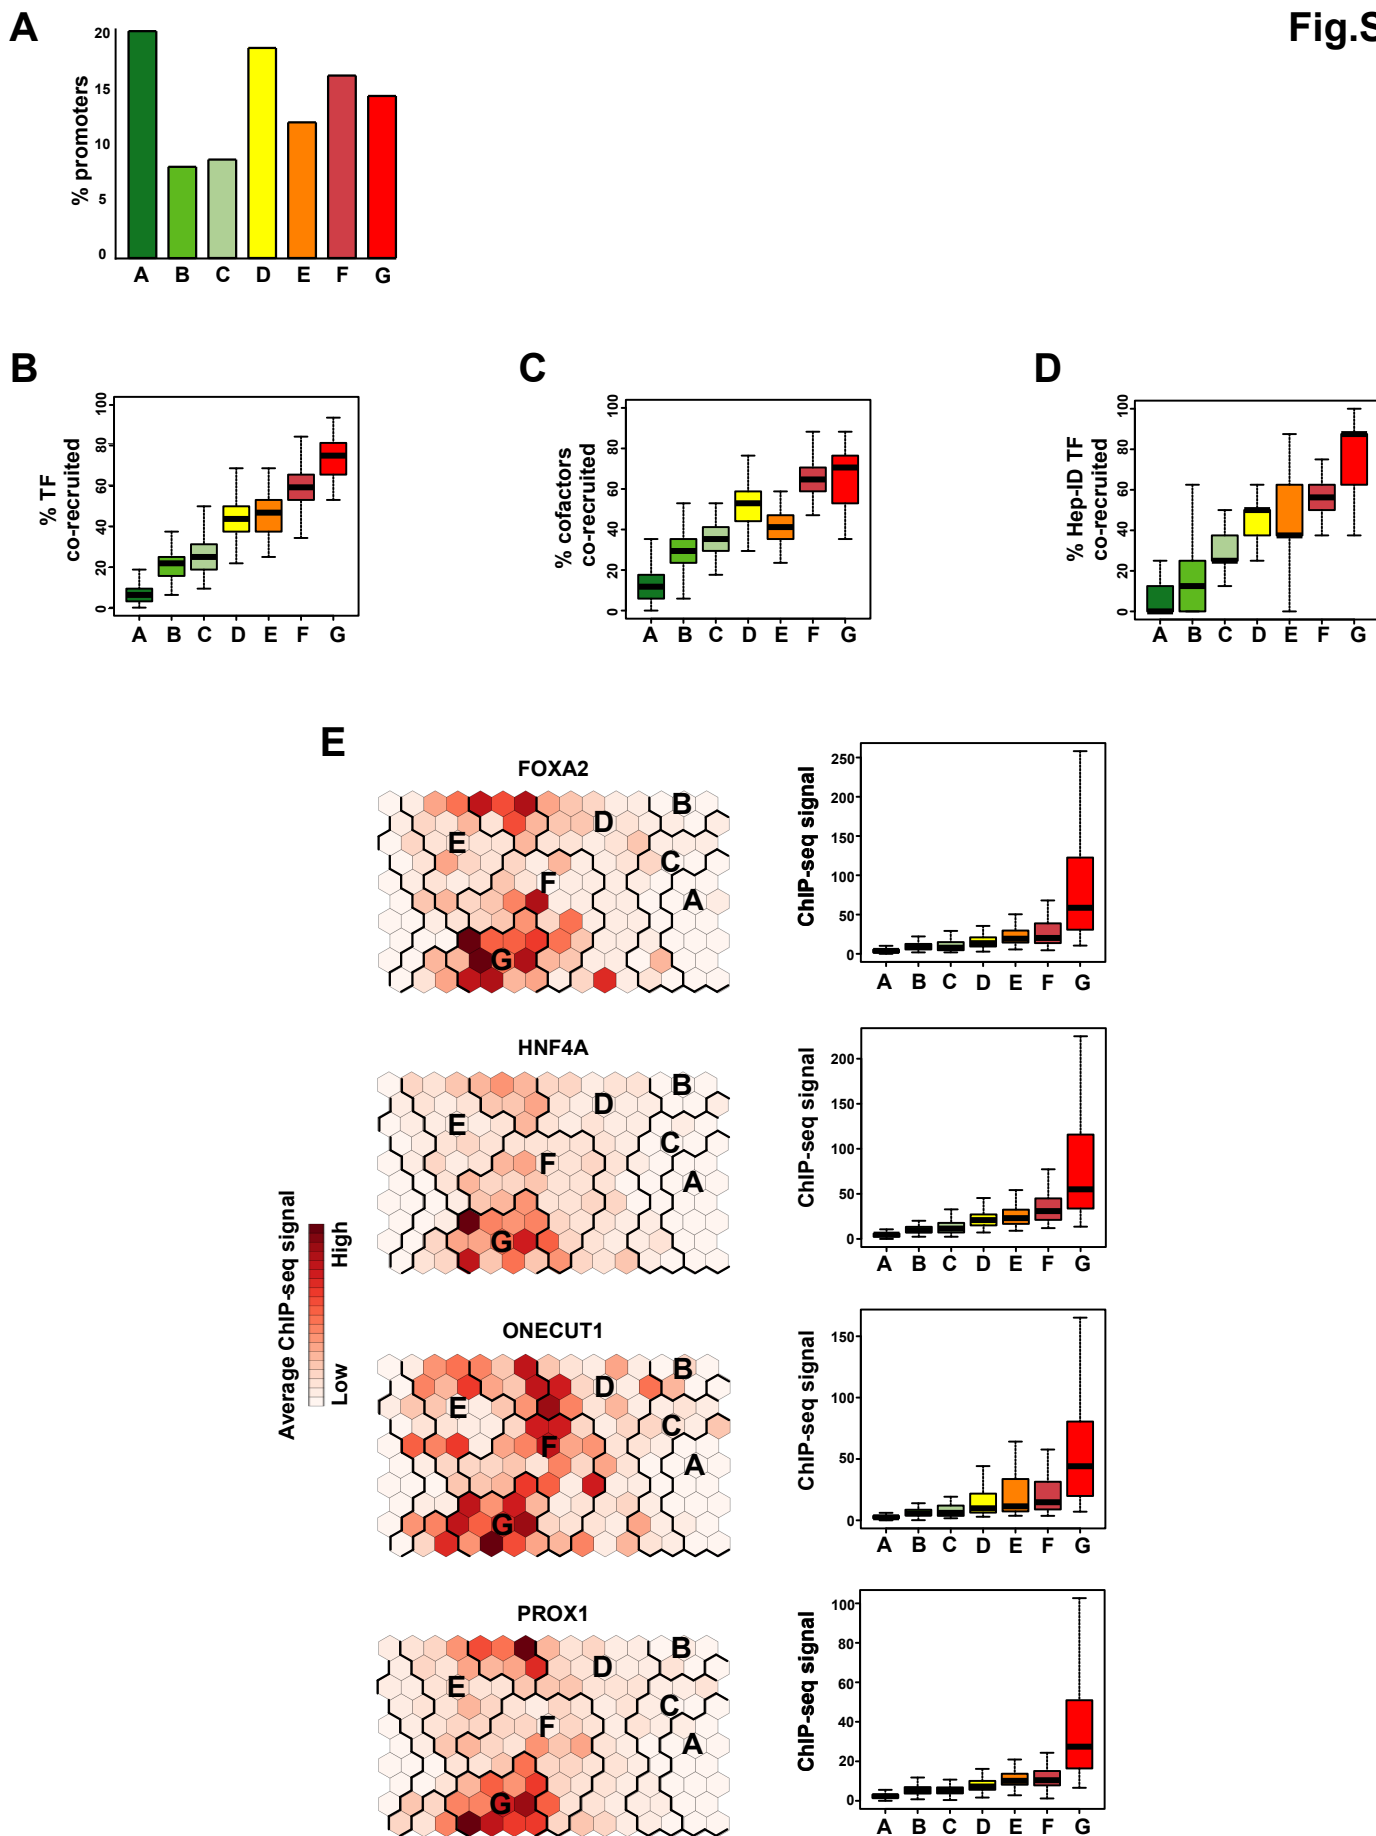 A
Fig.S
% promoters
20
15
10
5
0
A B C D E F G
B
% TF
co-recruited
100
80
60
40
20
0
A B C D E F G
C
% cofactors
co-recruited
100
80
60
40
20
0
A B C D E F G
D
% Hep-ID TF
co-recruited
100
80
60
40
20
0
A B C D E F G
E
FOXA2
B
D
E
C
F
A
G
ChIP-seq signal
250
200
150
100
50
0
A B C D E F G
HNF4A
B
D
E
C
F
A
G
ChIP-seq signal
200
150
100
50
0
A B C D E F G
Average ChIP-seq signal
High
Low
ONECUT1
B
D
E
C
F
A
G
ChIP-seq signal
150
100
50
0
A B C D E F G
PROX1
B
D
E
C
F
A
G
ChIP-seq signal
100
80
60
40
20
0
A B C D E F G